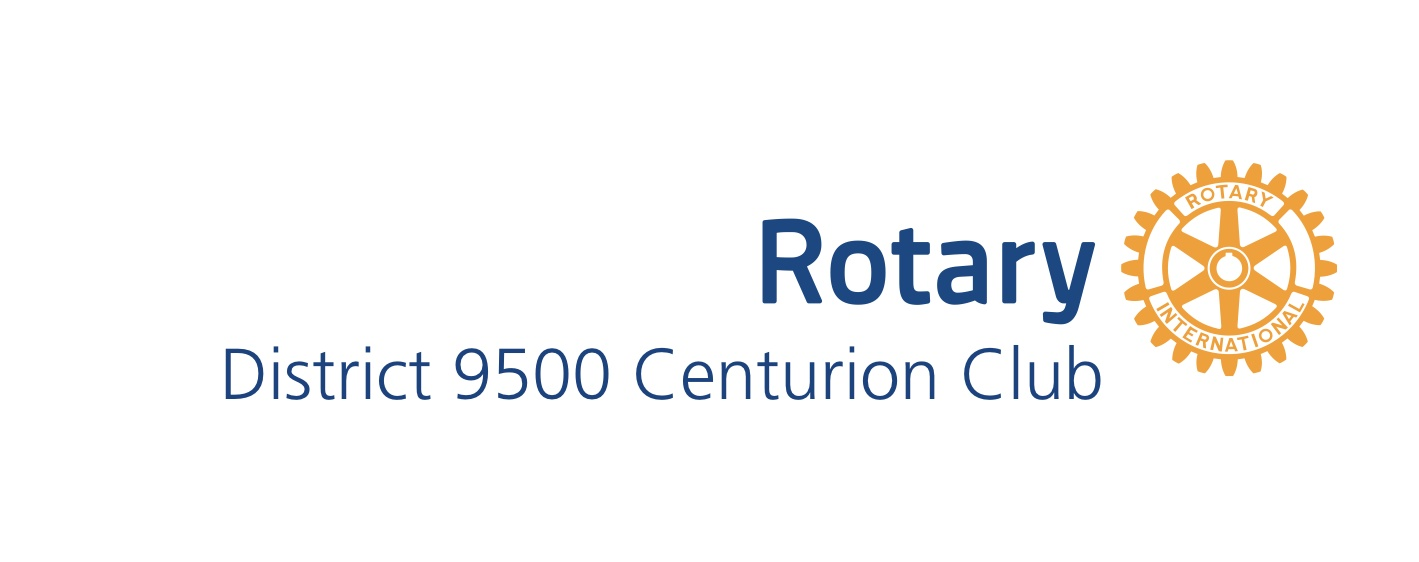 Rotary
District 9500 Centurion Club
ROTARY
INTERNATIONAL